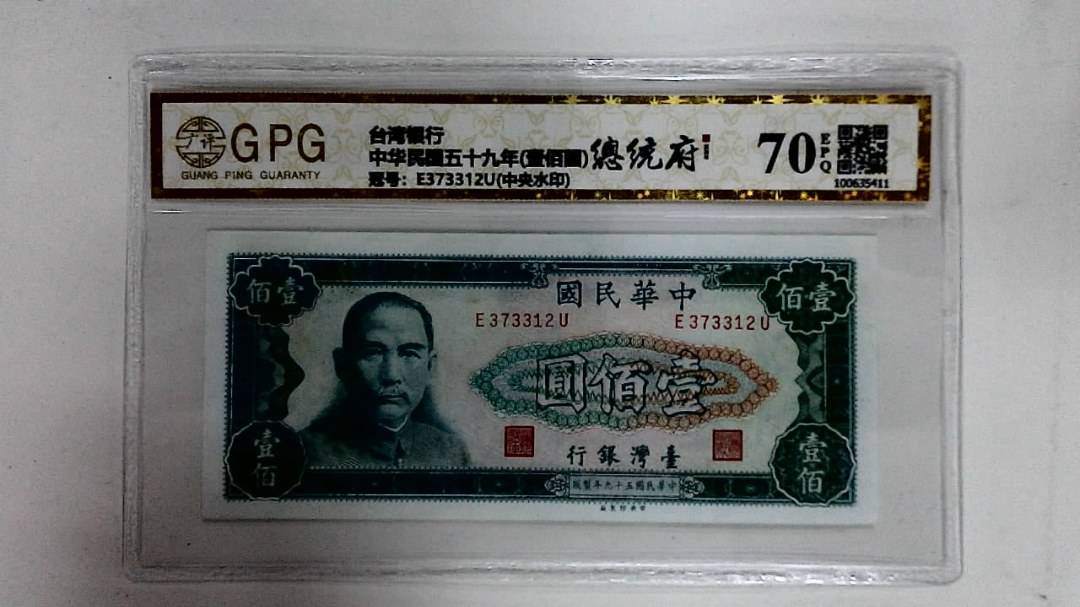 GPG
GUANG PING GUARANTY
台湾银行
中华民國五十九年(壹佰圆)
冠号：E373312U(中央水印)
總统府
70
EPQ
100635411
佰壹
國民華中
佰壹
E373312U
E373312U
圓佰壹
壹佰
行銀灣臺
壹佰
版製年九十五國民華中